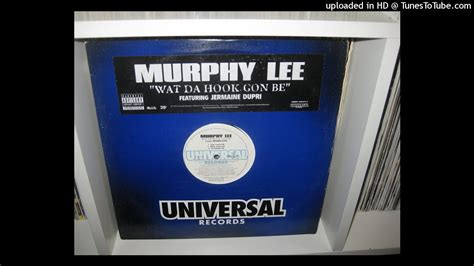 uploaded in HD @ TunesToTube.com
MURPHY LEE
"WAT DA HOOK GON BE"
FEATURING JERMAINE DUPRI
MURPHY LEE
UNIVERSAL
RECORDS
UNIVERSAL
RECORDS